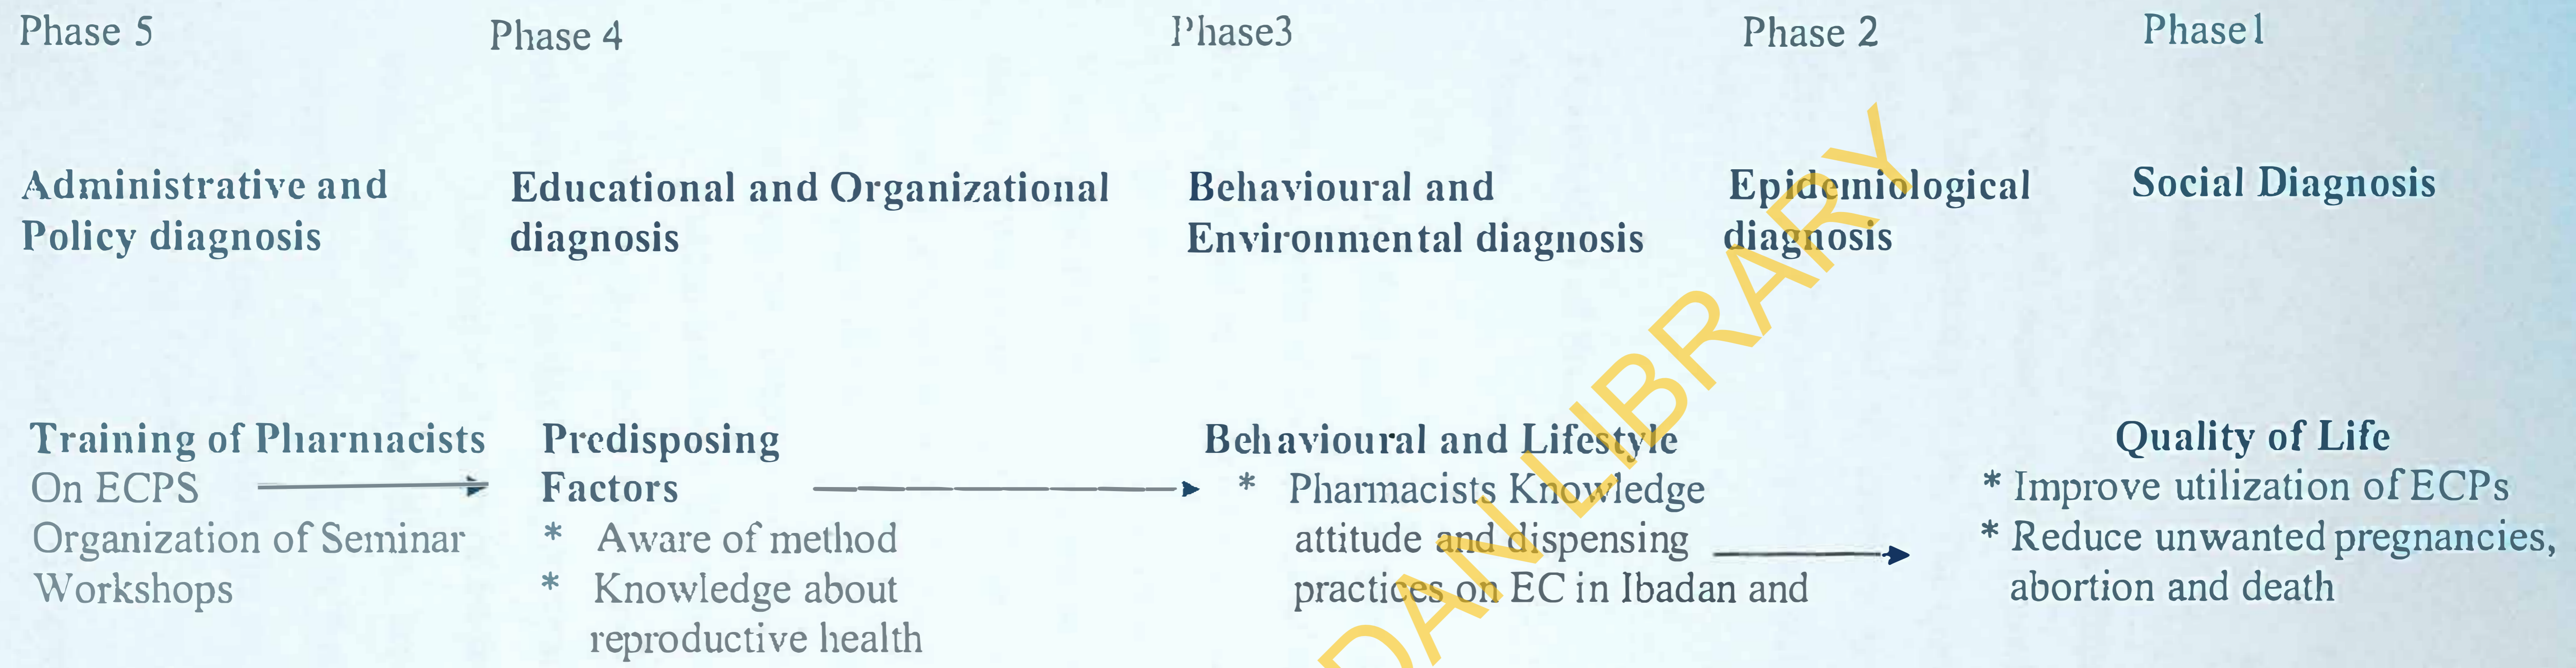 Phase 5 Phase 4 Phase3 Phase 2 Phase1
Administrative and Educational and Organizational Behavioural and Epidemiological Social Diagnosis
Policy diagnosis diagnosis Environmental diagnosis diagnosis
Training of Pharmacists Predisposing Behavioural and Lifestyle Quality of Life
On ECPS Factors * Pharmacists Knowledge * Improve utilization of ECPs
Organization of Seminar * Aware of method attitude and dispensing * Reduce unwanted pregnancies,
Workshops * Knowledge about practices on EC in Ibadan and abortion and death
reproductive health
DAN LIBRARY